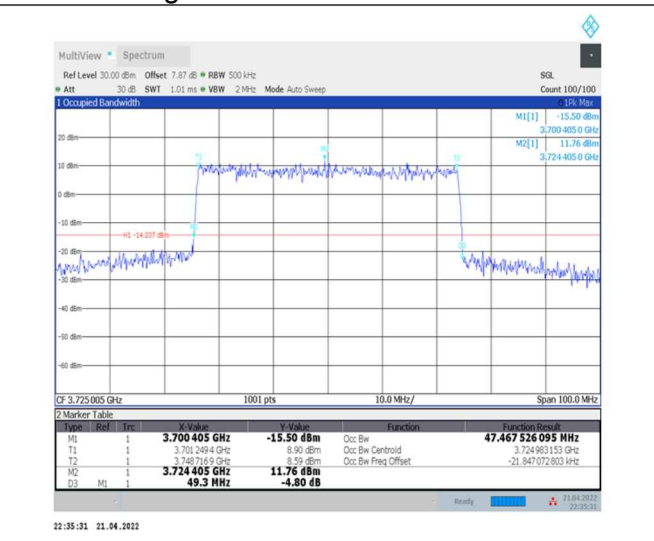 MultiView Spectrum
Ref Level 30.00 dBm Offset 7.87 dB RBW 500 kHz SGL
Att 30 dB SWT 1.01 ms VBW 2 MHz Mode Auto Sweep Count 100/100
1 Occupied Bandwidth 1Pk Max
M1[1] -15.50 dBm
3.700 405 0 GHz
M2[1] 11.76 dBm
3.724 405 0 GHz
20 dBm
M2
T1 T2
10 dBm
0 dBm
-10 dBm
M1
H1 -14.237 dBm
D3
-20 dBm
-30 dBm
-40 dBm
-50 dBm
-60 dBm
CF 3.725 005 GHz 1001 pts 10.0 MHz/ Span 100.0 MHz
2 Marker Table
Type Ref Trc X-Value Y-Value Function Function Result
M1 1 3.700 405 GHz -15.50 dBm Occ Bw 47.467 526 095 MHz
T1 1 3.701 249 4 GHz 8.90 dBm Occ Bw Centroid 3.724 983 153 GHz
T2 1 3.748 716 9 GHz 8.59 dBm Occ Bw Freq Offset -21.847 072 803 kHz
M2 1 3.724 405 GHz 11.76 dBm
D3 M1 1 49.3 MHz -4.80 dB
Ready 21.04.2022
22:35:31
22:35:31 21.04.2022